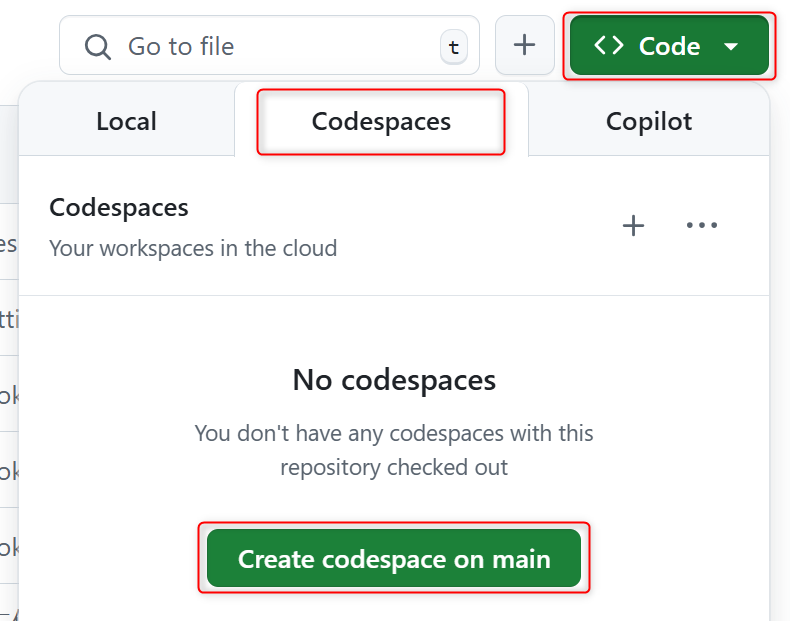 Go to file
t
+
<> Code
Local
Codespaces
Copilot
Codespaces
Your workspaces in the cloud
No codespaces
You don't have any codespaces with this
repository checked out
Create codespace on main